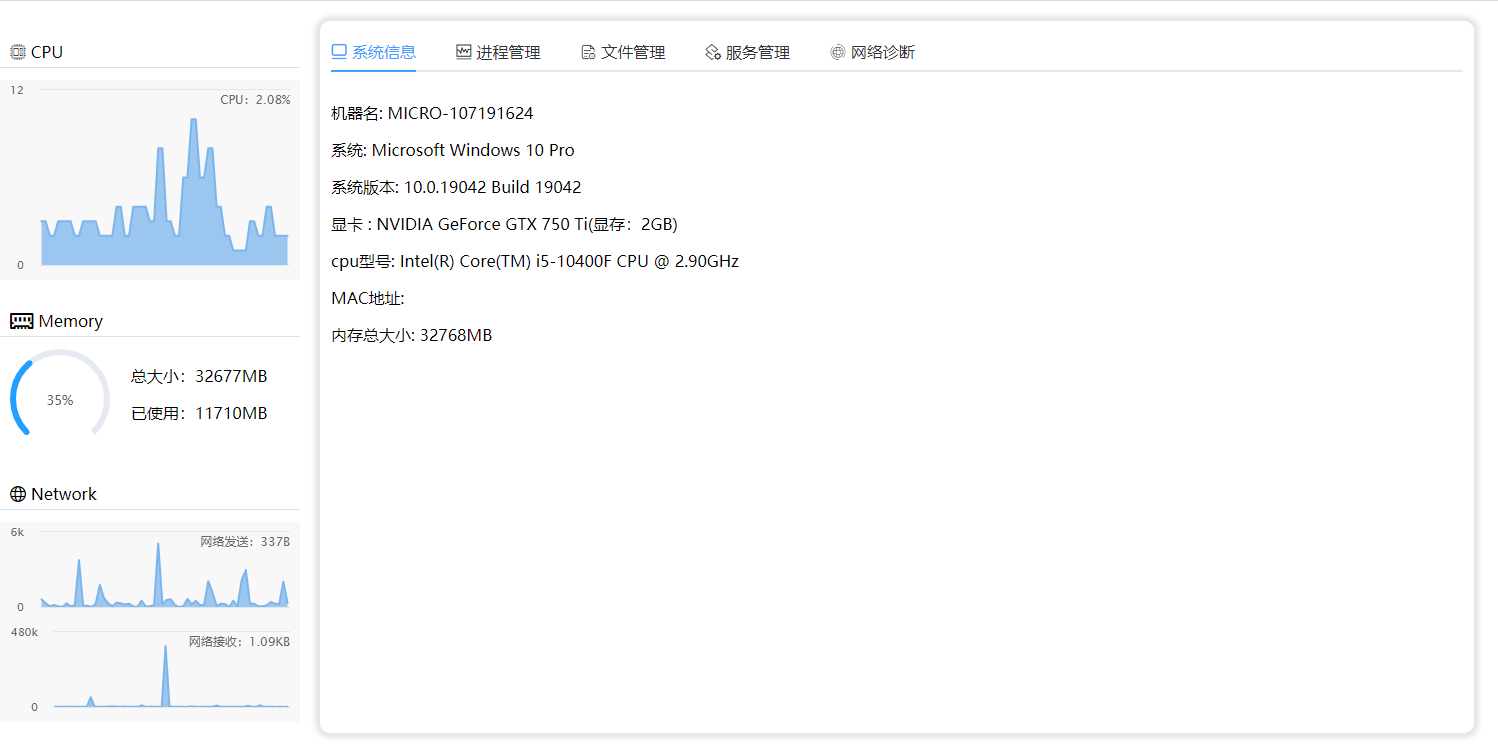 CPU
12
CPU：2.08%
0
Memory
35%
总大小：32677MB
已使用：11710MB
Network
6k
网络发送：337B
0
480k
网络接收：1.09KB
0
系统信息 进程管理 文件管理 服务管理 网络诊断
机器名: MICRO-107191624
系统: Microsoft Windows 10 Pro
系统版本: 10.0.19042 Build 19042
显卡 : NVIDIA GeForce GTX 750 Ti(显存：2GB)
cpu型号: Intel(R) Core(TM) i5-10400F CPU @ 2.90GHz
MAC地址:
内存总大小: 32768MB